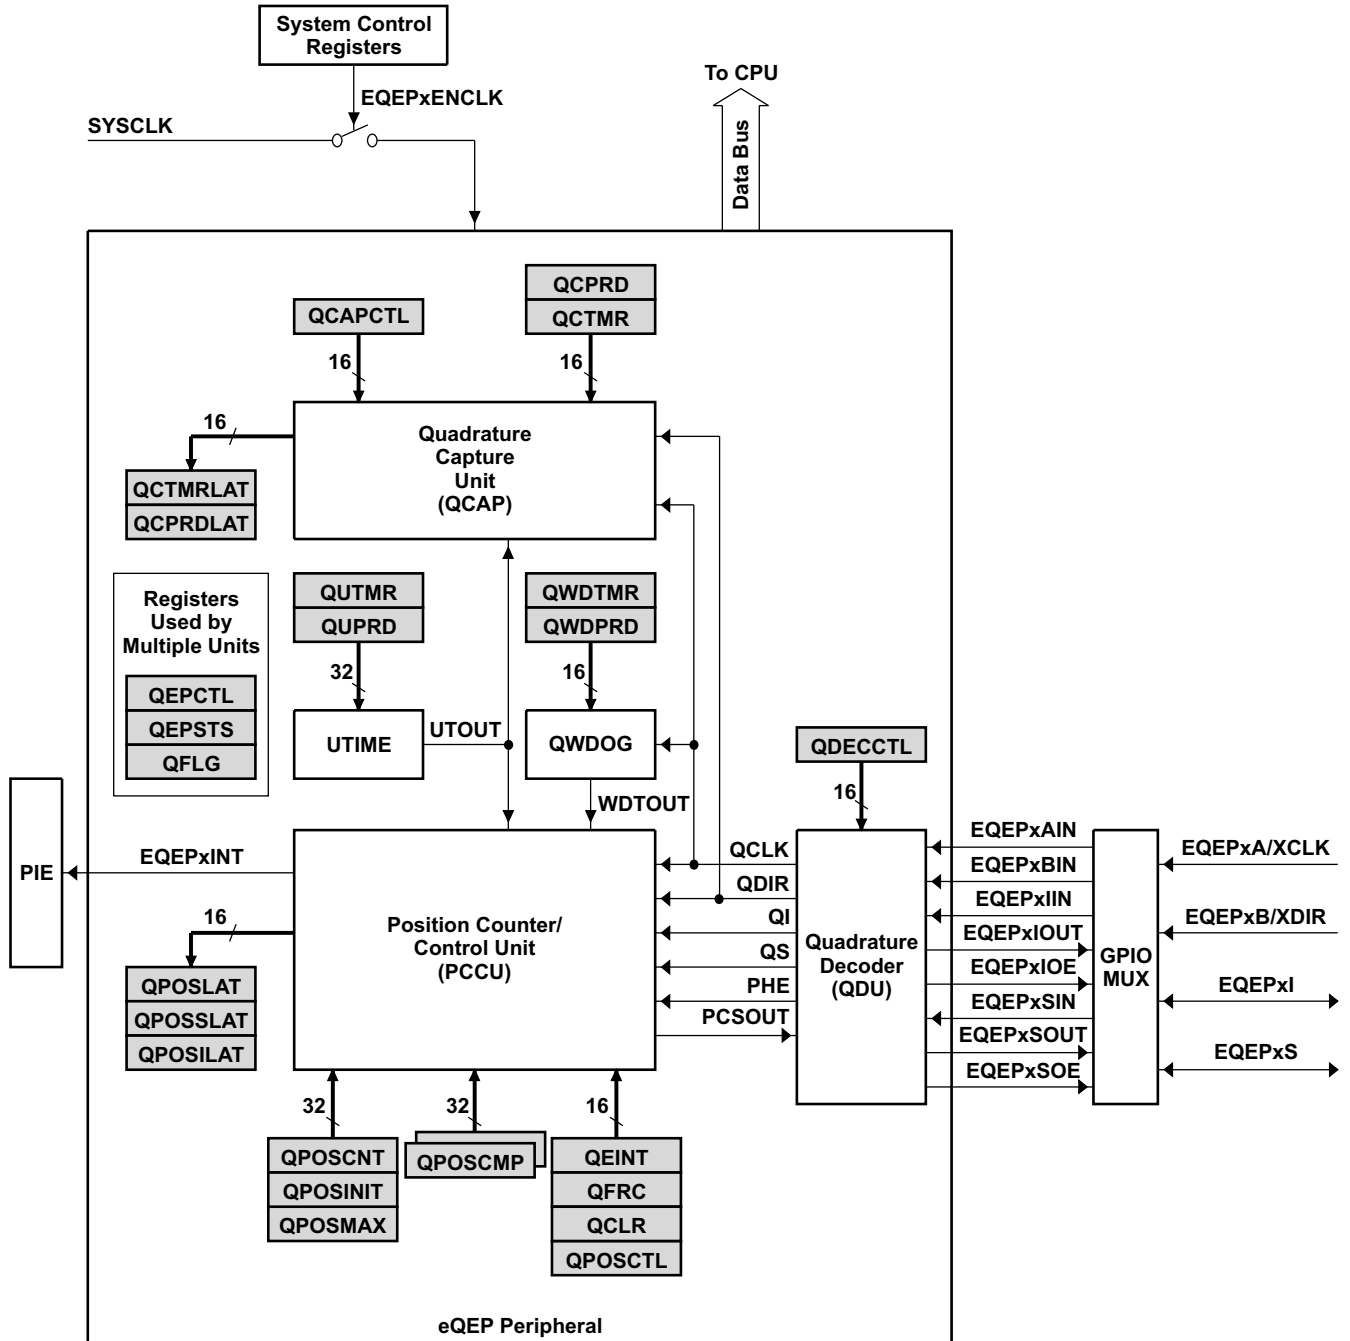 System Control
Registers
To CPU
EQEPxENCLK
SYSCLK
Data Bus
QCPRD
QCAPCTL
QCTMR
16
16
16
Quadrature
Capture
Unit
(QCAP)
QCTMRLAT
QCPRDLAT
Registers
Used by
Multiple Units
QEPCTL
QEPSTS
QFLG
QUTMR
QUPRD
QWDTMR
QWDPRD
32
16
UTIME
UTOUT
QWDOG
QDECCTL
WDTOUT
16
PIE
EQEPxINT
16
Position Counter/
Control Unit
(PCCU)
QCLK
QDIR
QI
QS
PHE
PCSOUT
Quadrature
Decoder
(QDU)
EQEPxAIN
EQEPxBIN
EQEPxIIN
EQEPxIOUT
EQEPxIOE
EQEPxSIN
EQEPxSOUT
EQEPxSOE
GPIO
MUX
EQEPxA/XCLK
EQEPxB/XDIR
EQEPxI
EQEPxS
QPOSLAT
QPOSSLAT
QPOSILAT
32
32
16
QPOSCNT
QPOSINIT
QPOSMAX
QPOSCMP
QEINT
QFRC
QCLR
QPOSCTL
eQEP Peripheral